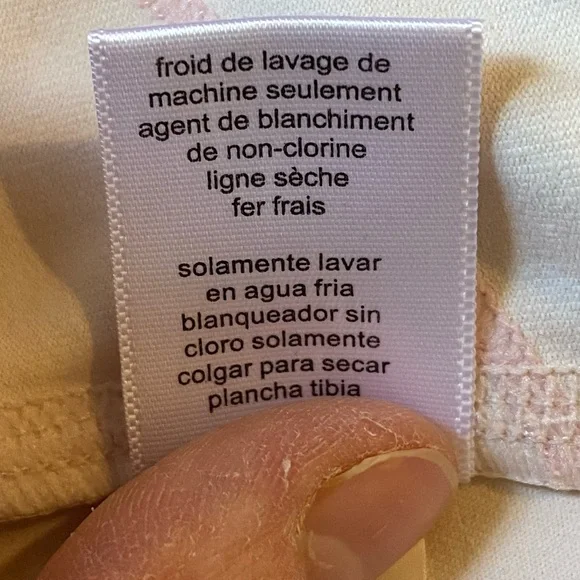 froid de lavage de
machine seulement
agent de blanchiment
de non-clorine
ligne sèche
fer frais
solamente lavar
en agua fria
blanqueador sin
cloro solamente
colgar para secar
plancha tibia